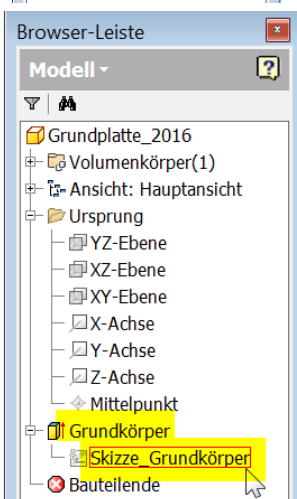 Browser-Leiste
Modell
Grundplatte_2016
Volumenkörper(1)
Ansicht: Hauptansicht
Ursprung
YZ-Ebene
XZ-Ebene
XY-Ebene
X-Achse
Y-Achse
Z-Achse
Mittelpunkt
Grundkörper
Skizze_Grundkörper
Bauteilende